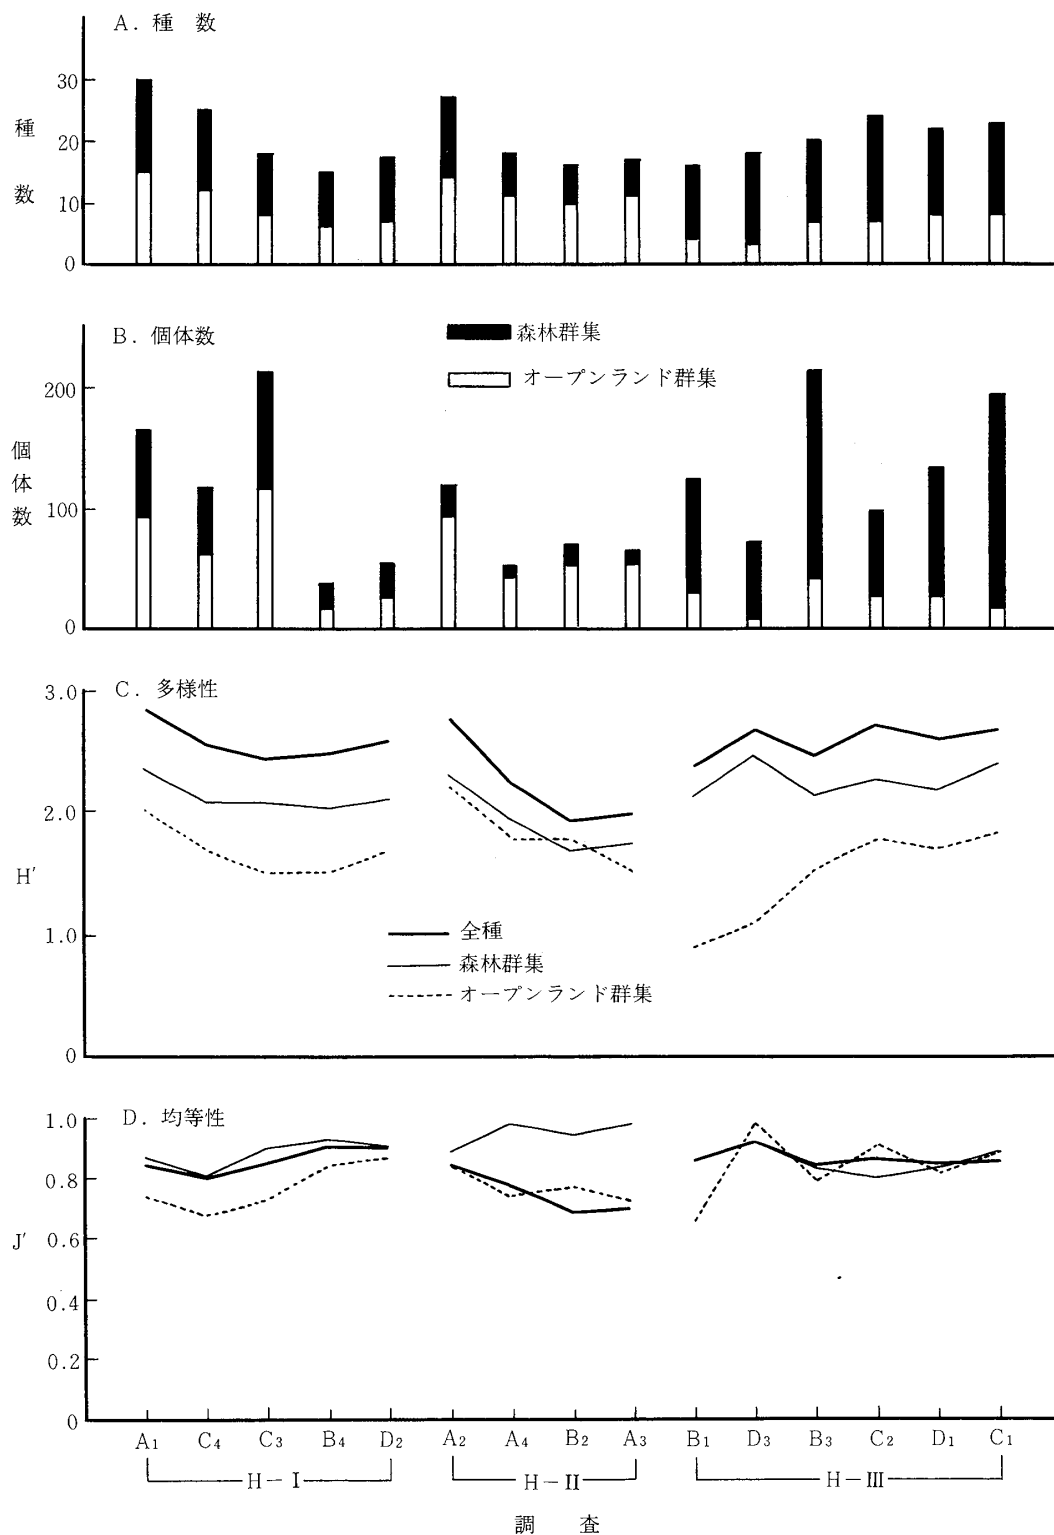 A. 種 数
30
20
10
0
種
数
B. 個体数
森林群集
オープンランド群集
200
100
0
個
体
数
C. 多様性
3.0
2.0
1.0
0
H′
全種
森林群集
オープンランド群集
D. 均等性
1.0
0.8
0.6
0.4
0.2
0
J′
A1 C4 C3 B4 D2 A2 A4 B2 A3 B1 D3 B3 C2 D1 C1
H-I H-II H-III
調 査